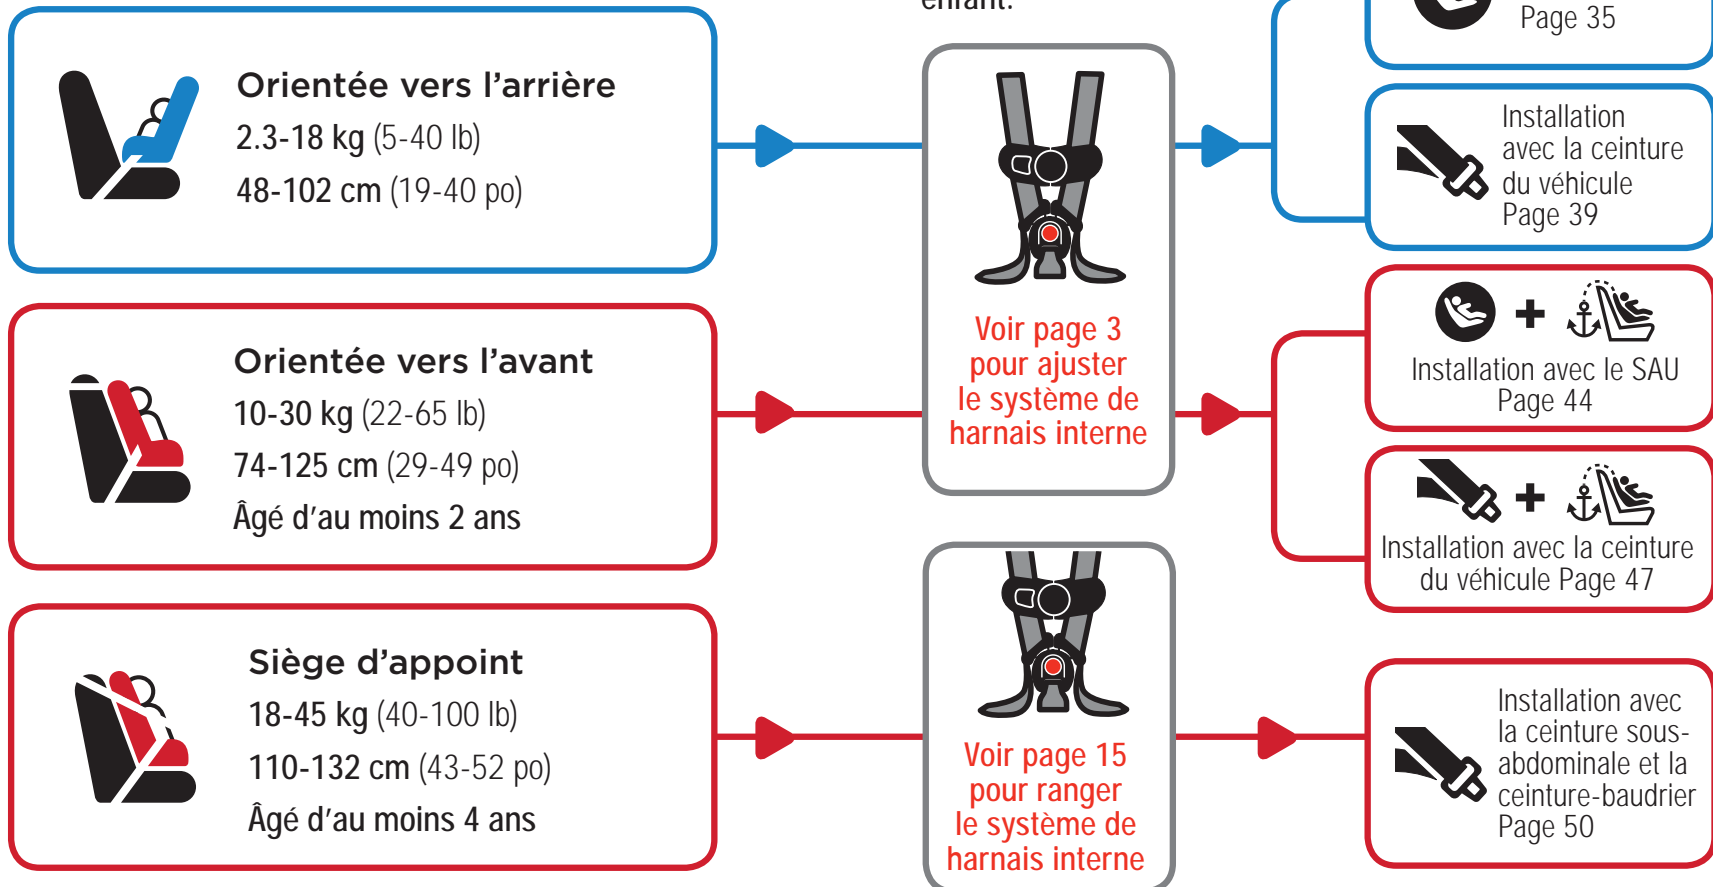 enfant.
Page 35
Orientée vers l'arrière
2.3-18 kg (5-40 lb)
48-102 cm (19-40 po)
Installation
avec la ceinture
du véhicule
Page 39
Voir page 3
pour ajuster
le système de
harnais interne
Orientée vers l'avant
10-30 kg (22-65 lb)
74-125 cm (29-49 po)
Âgé d'au moins 2 ans
Installation avec le SAU
Page 44
Installation avec la ceinture
du véhicule Page 47
Siège d'appoint
18-45 kg (40-100 lb)
110-132 cm (43-52 po)
Âgé d'au moins 4 ans
Voir page 15
pour ranger
le système de
harnais interne
Installation avec
la ceinture sous-
abdominale et la
ceinture-baudrier
Page 50